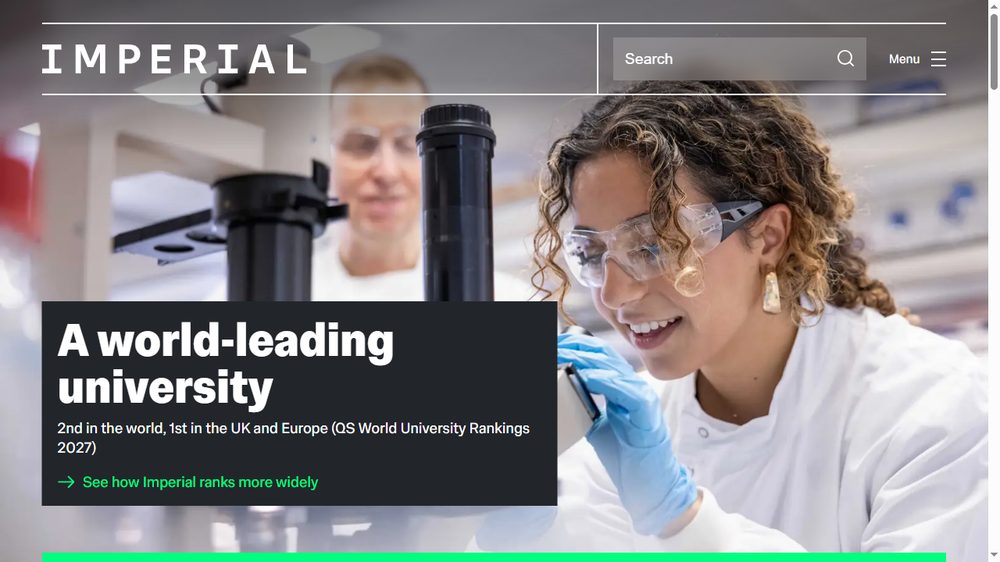 IMPERIAL
Search
Menu
A world-leading
university
2nd in the world, 1st in the UK and Europe (QS World University Rankings
2027)
See how Imperial ranks more widely